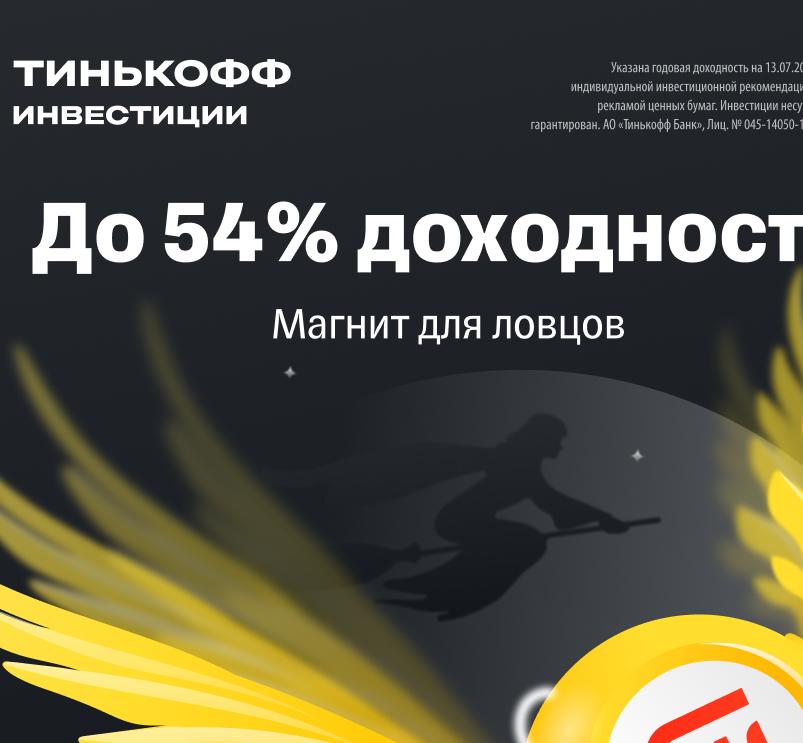 ТИНЬКОФФ
ИНВЕСТИЦИИ
Указана годовая доходность на 13.07.20
индивидуальной инвестиционной рекомендаци
рекламой ценных бумаг. Инвестиции несу
гарантирован. АО «Тинькофф Банк», Лиц. № 045-14050-1
До 54% доходност
Магнит для ловцов